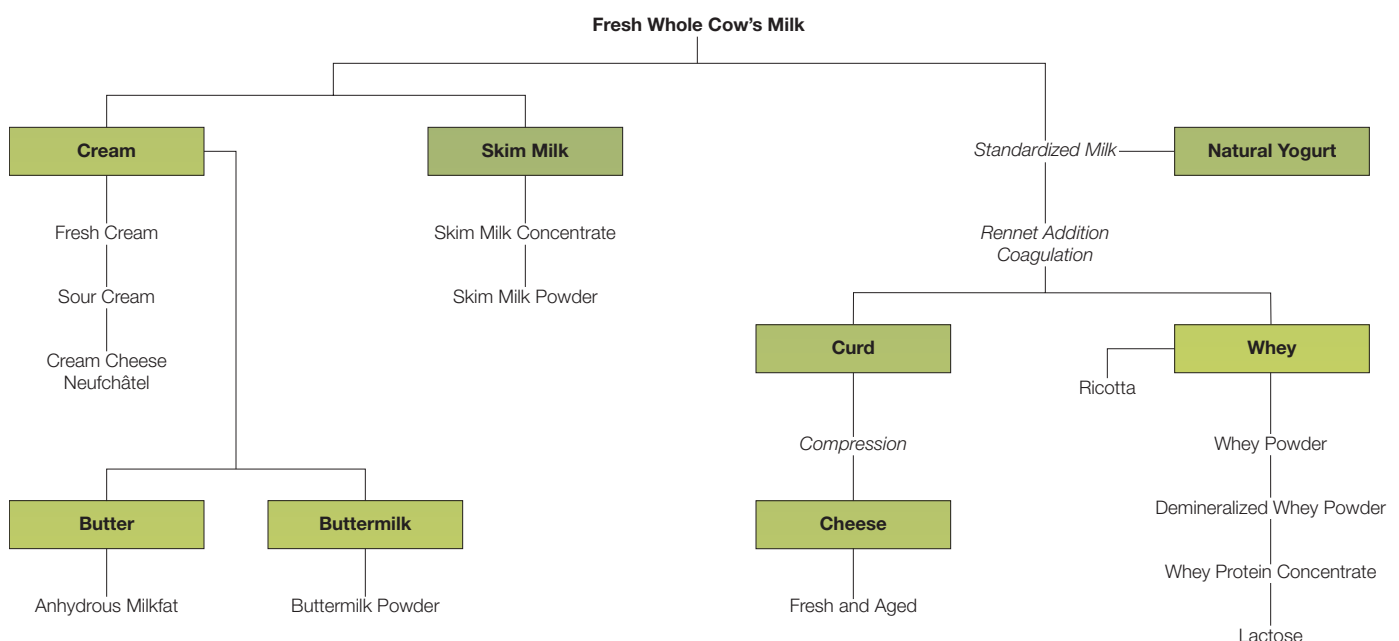 Fresh Whole Cow’s Milk
Cream
Skim Milk
Standardized Milk
Natural Yogurt
Fresh Cream
Skim Milk Concentrate
Rennet Addition
Coagulation
Sour Cream
Skim Milk Powder
Cream Cheese
Neufchâtel
Curd
Whey
Ricotta
Compression
Whey Powder
Butter
Buttermilk
Cheese
Demineralized Whey Powder
Whey Protein Concentrate
Anhydrous Milkfat
Buttermilk Powder
Fresh and Aged
Lactose